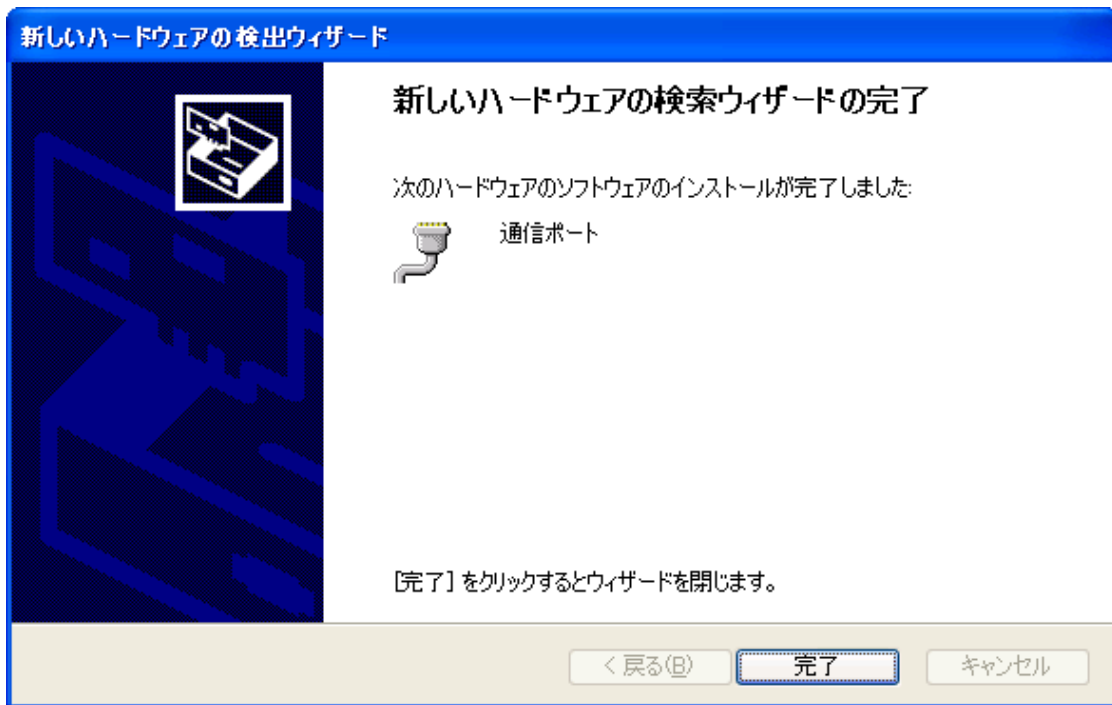 新しいハードウェアの検出ウィザード
新しいハードウェアの検索ウィザードの完了
次のハードウェアのソフトウェアのインストールが完了しました:
通信ポート
[完了] をクリックするとウィザードを閉じます。
< 戻る(B)
完了
キャンセル